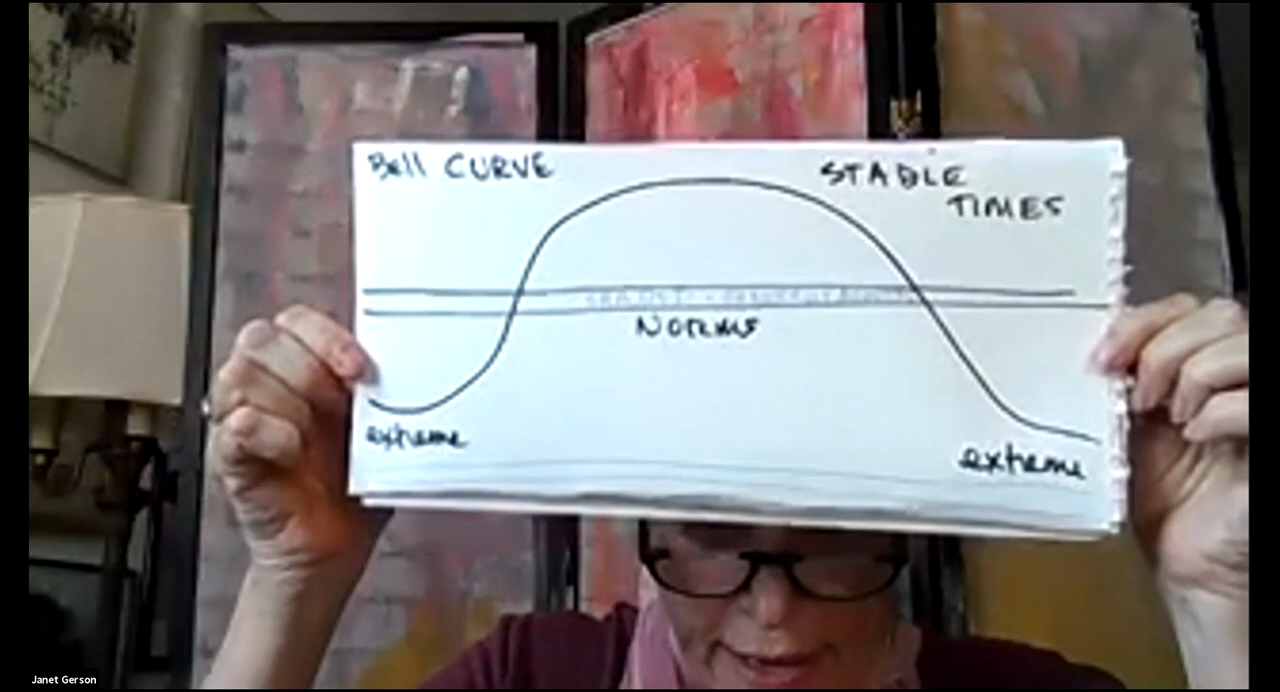 Bell CURVE
STABLE
TIMES
NORMS
extreme
extreme
Janet Gerson